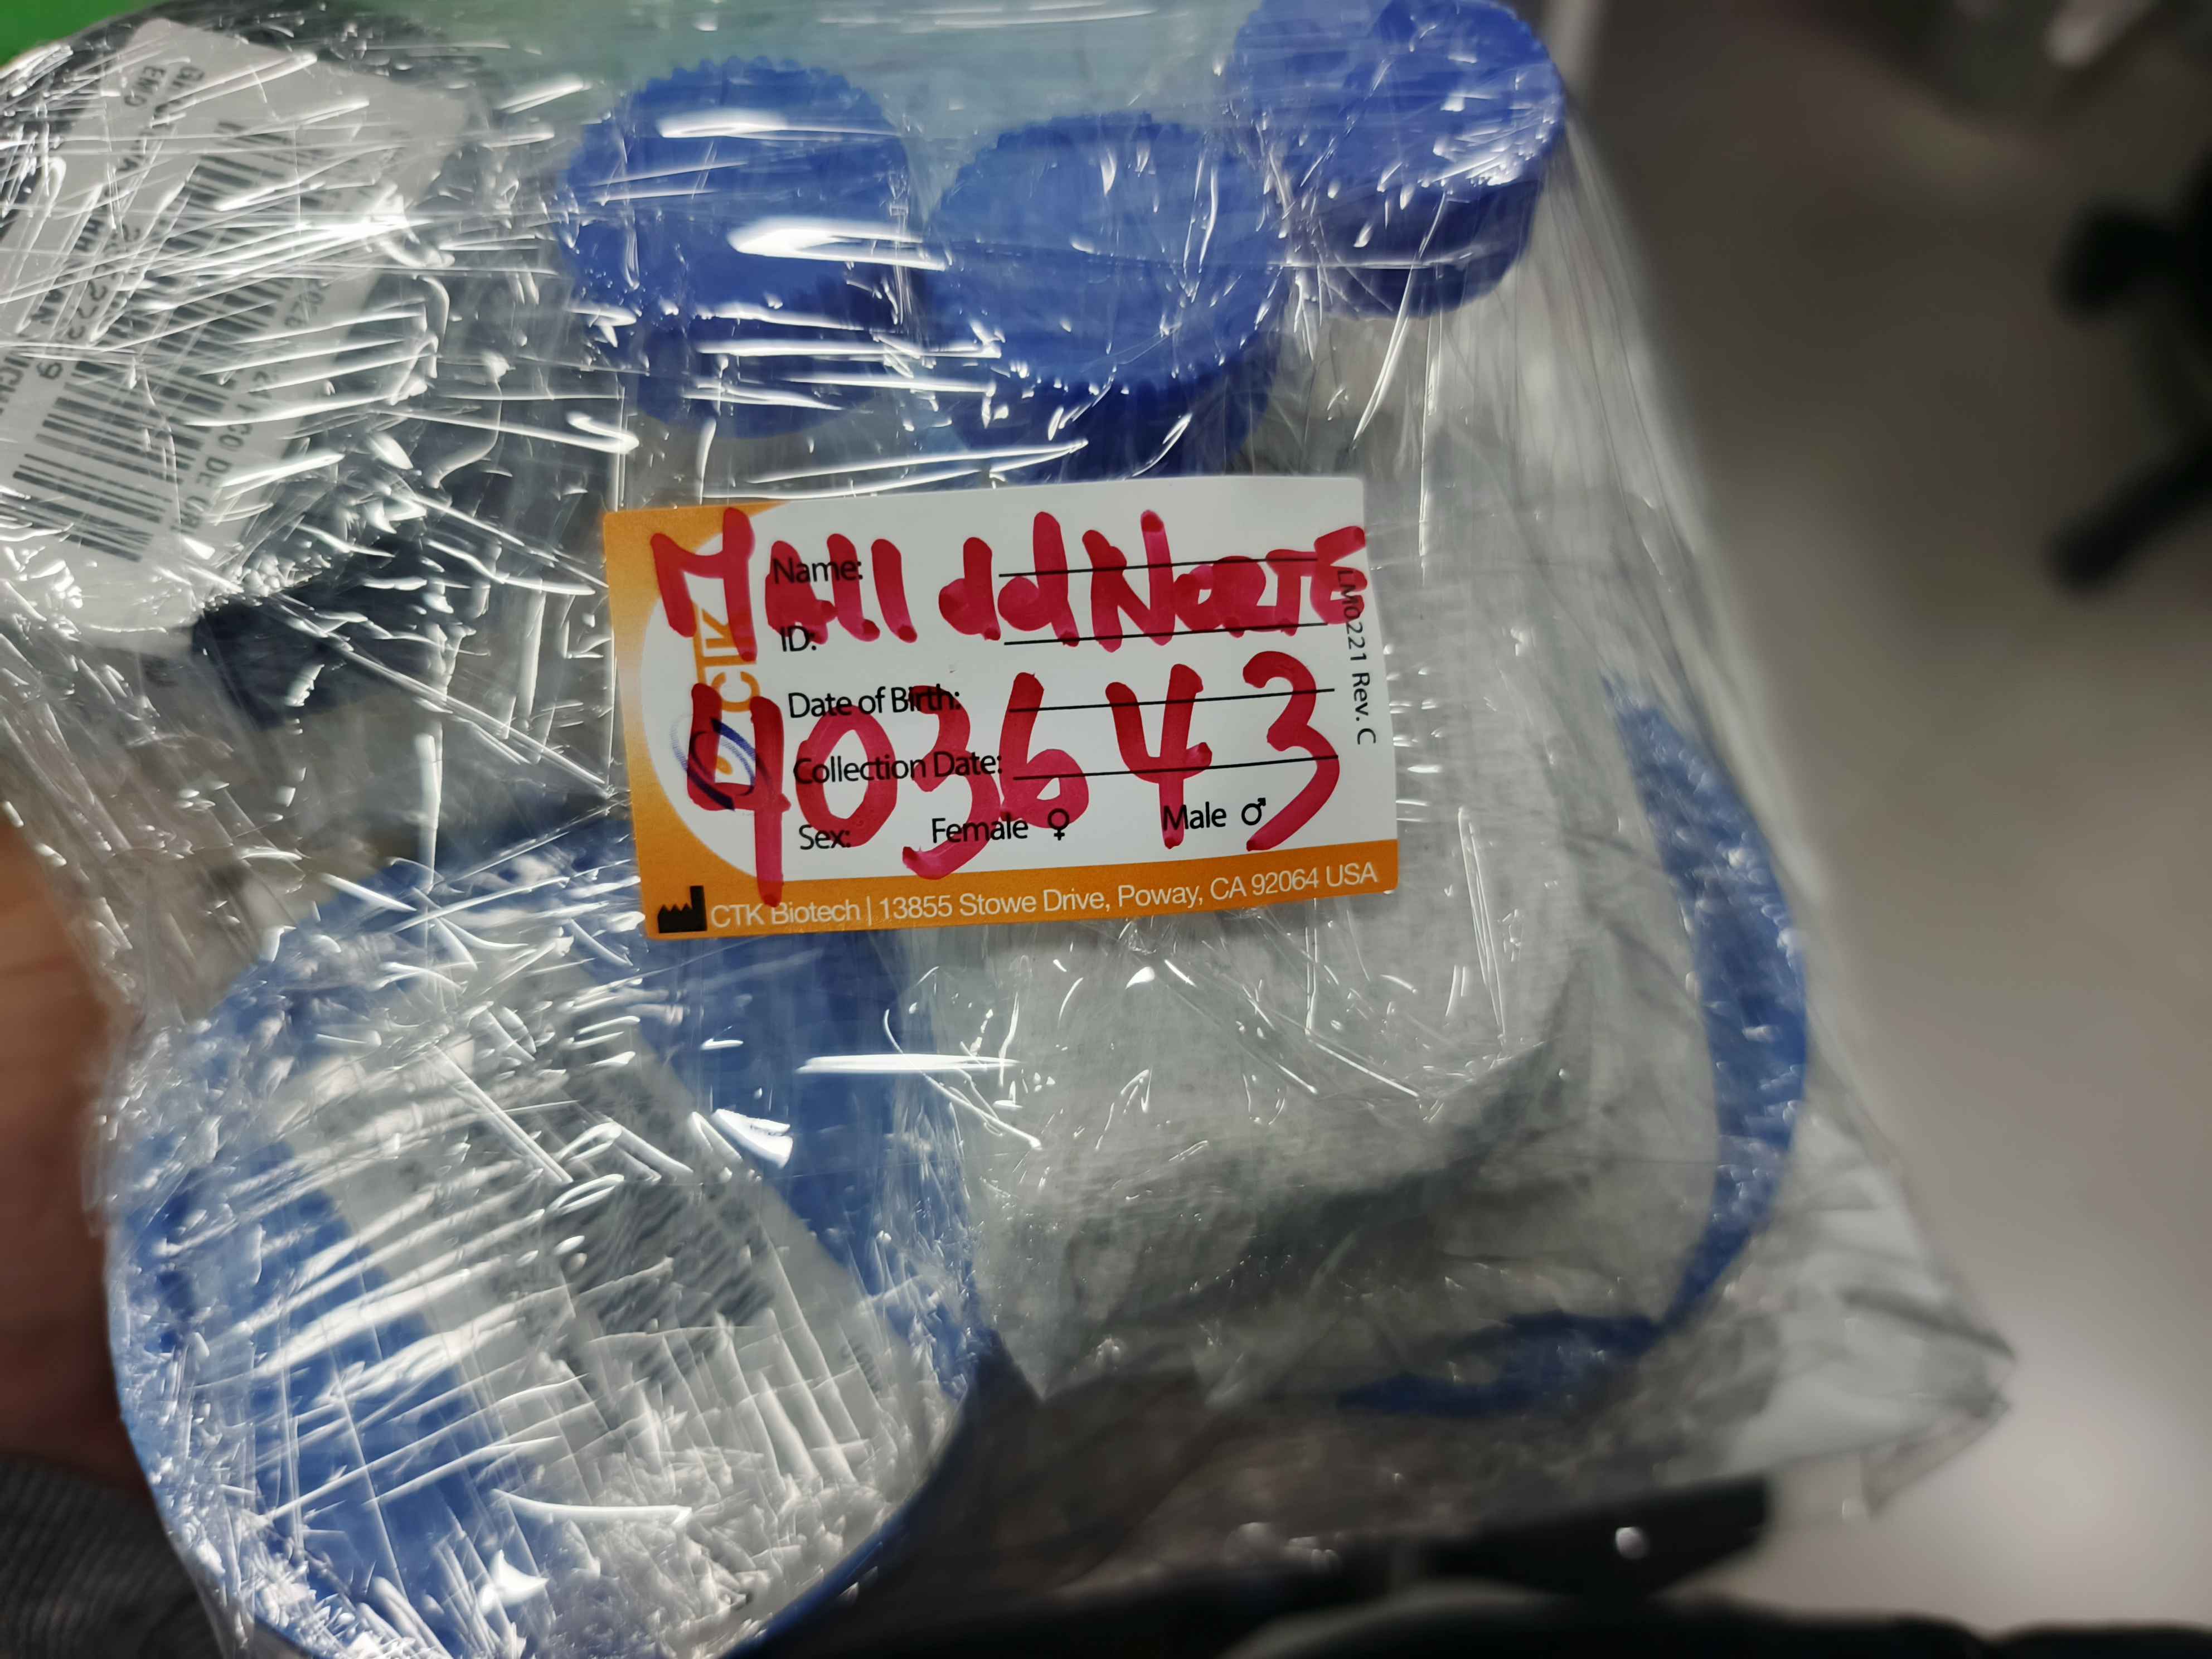 Mall del Norte
403643
CTK
Name:
ID:
Date of Birth:
Collection Date:
Sex: Female ♀ Male ♂
LM0221 Rev. C
CTK Biotech | 13855 Stowe Drive, Poway, CA 92064 USA